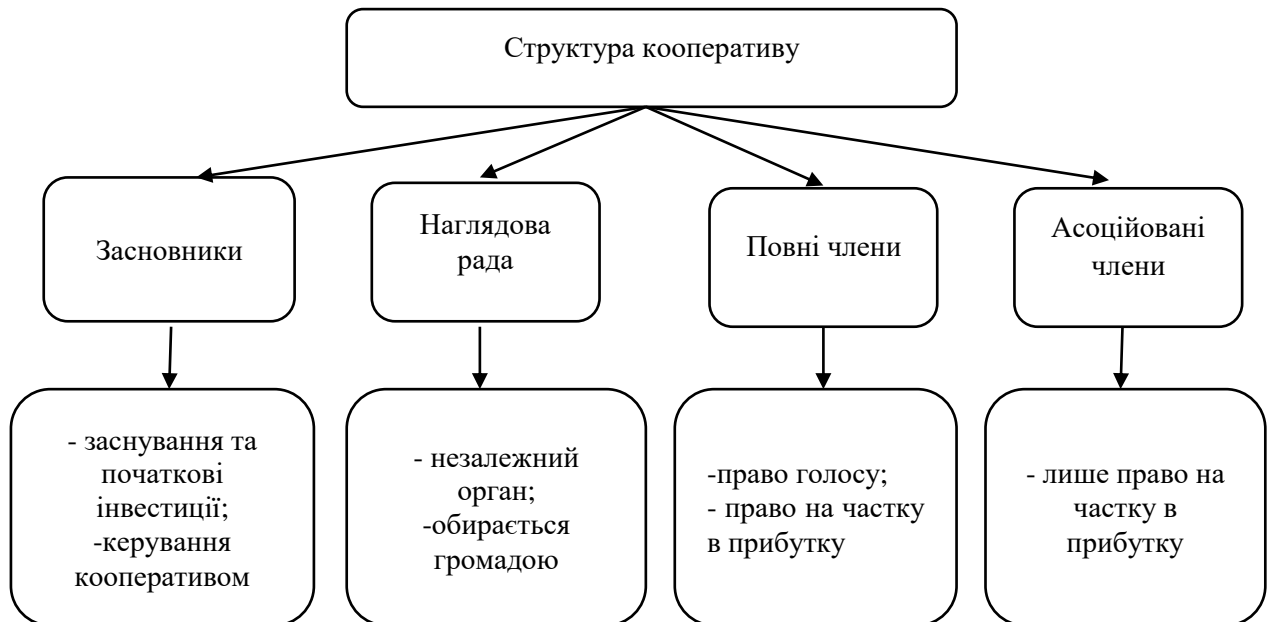 Структура кооперативу
Засновники
Наглядова
рада
Повні члени
Асоційовані
члени
- заснування та
початкові
інвестиції;
-керування
кооперативом
- незалежний
орган;
-обирається
громадою
-право голосу;
- право на частку
в прибутку
- лише право на
частку в
прибутку